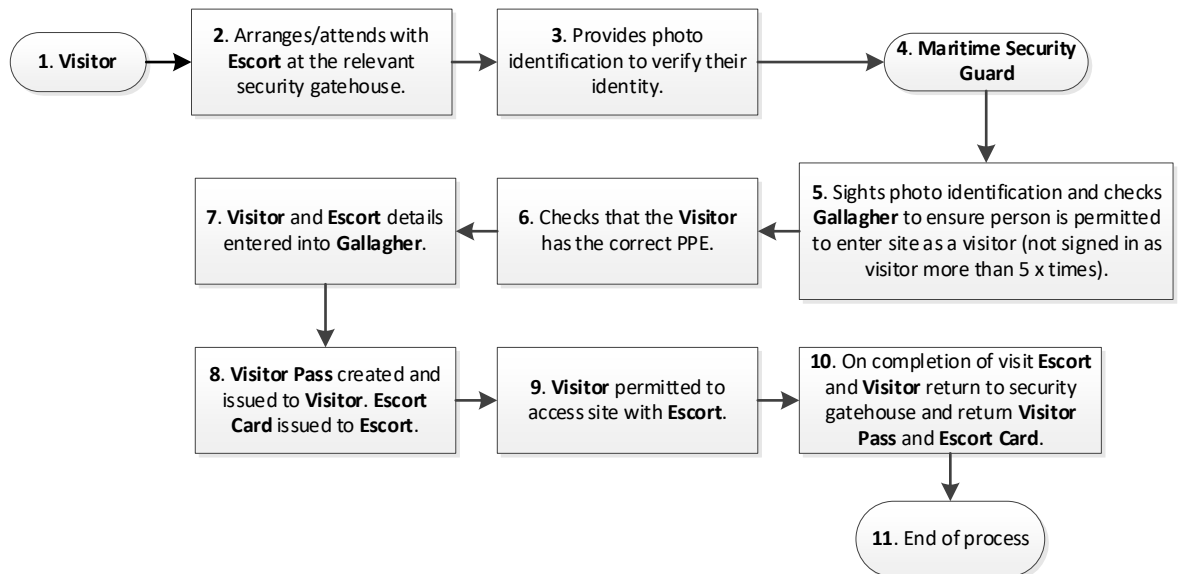 1. Visitor
2. Arranges/attends with
Escort at the relevant
security gatehouse.
3. Provides photo
identification to verify their
identity.
4. Maritime Security
Guard
5. Sights photo identification and checks
Gallagher to ensure person is permitted
to enter site as a visitor (not signed in as
visitor more than 5 x times).
6. Checks that the Visitor
has the correct PPE.
7. Visitor and Escort details
entered into Gallagher.
8. Visitor Pass created and
issued to Visitor. Escort
Card issued to Escort.
9. Visitor permitted to
access site with Escort.
10. On completion of visit Escort
and Visitor return to security
gatehouse and return Visitor
Pass and Escort Card.
11. End of process